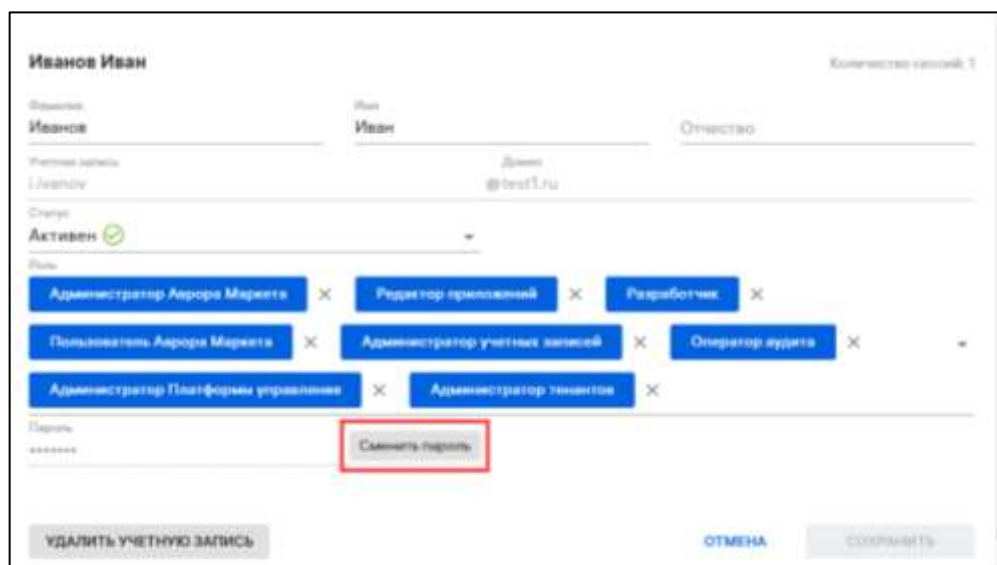 Иванов Иван Количество сессий: 1
Фамилия Имя
Иванов Иван Отчество
Учетная запись Домен
i.ivanov @test1.ru
Статус
Активен
Роль
Администратор Аврора Маркета Редактор приложений Разработчик
Пользователь Аврора Маркета Администратор учетных записей Оператор аудита
Администратор Платформы управления Администратор тенантов
Пароль
******* Сменить пароль
УДАЛИТЬ УЧЕТНУЮ ЗАПИСЬ ОТМЕНА СОХРАНИТЬ